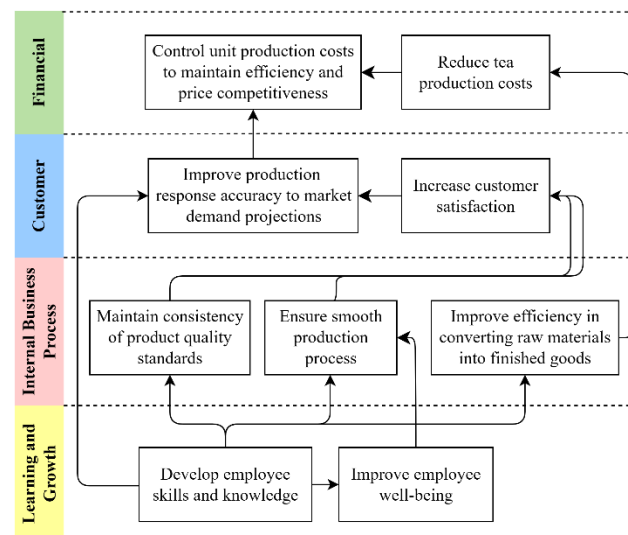 Financial
Control unit production costs
to maintain efficiency and
price competitiveness
Reduce tea
production costs
Customer
Improve production
response accuracy to market
demand projections
Increase customer
satisfaction
Internal Business
Process
Maintain consistency
of product quality
standards
Ensure smooth
production
process
Improve efficiency in
converting raw materials
into finished goods
Learning and
Growth
Develop employee
skills and knowledge
Improve employee
well-being